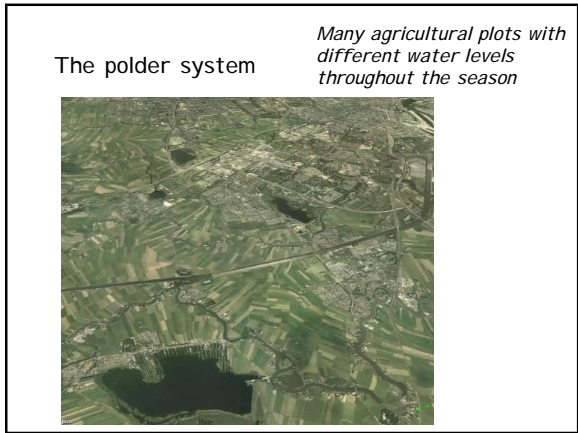 The polder system
Many agricultural plots with
different water levels
throughout the season